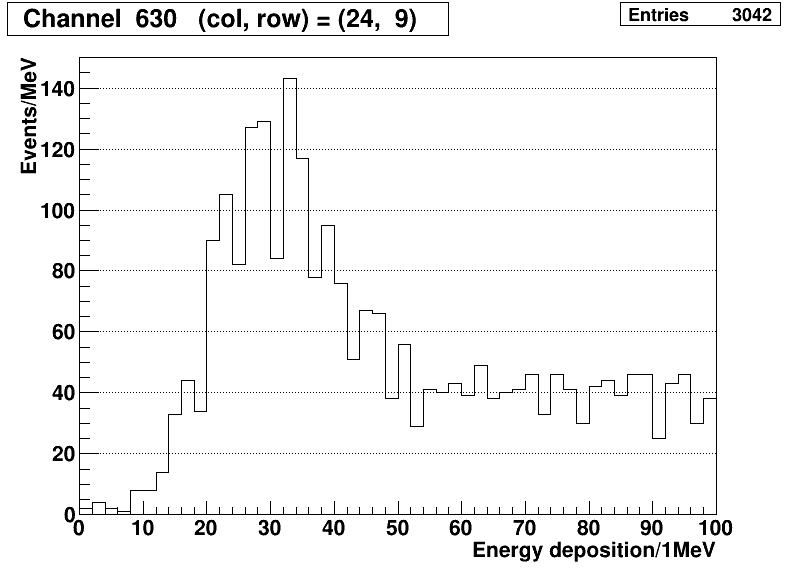 Channel 630 (col, row) = (24, 9)
Entries 3042
Events/MeV
140
120
100
80
60
40
20
0
0 10 20 30 40 50 60 70 80 90 100
Energy deposition/1MeV